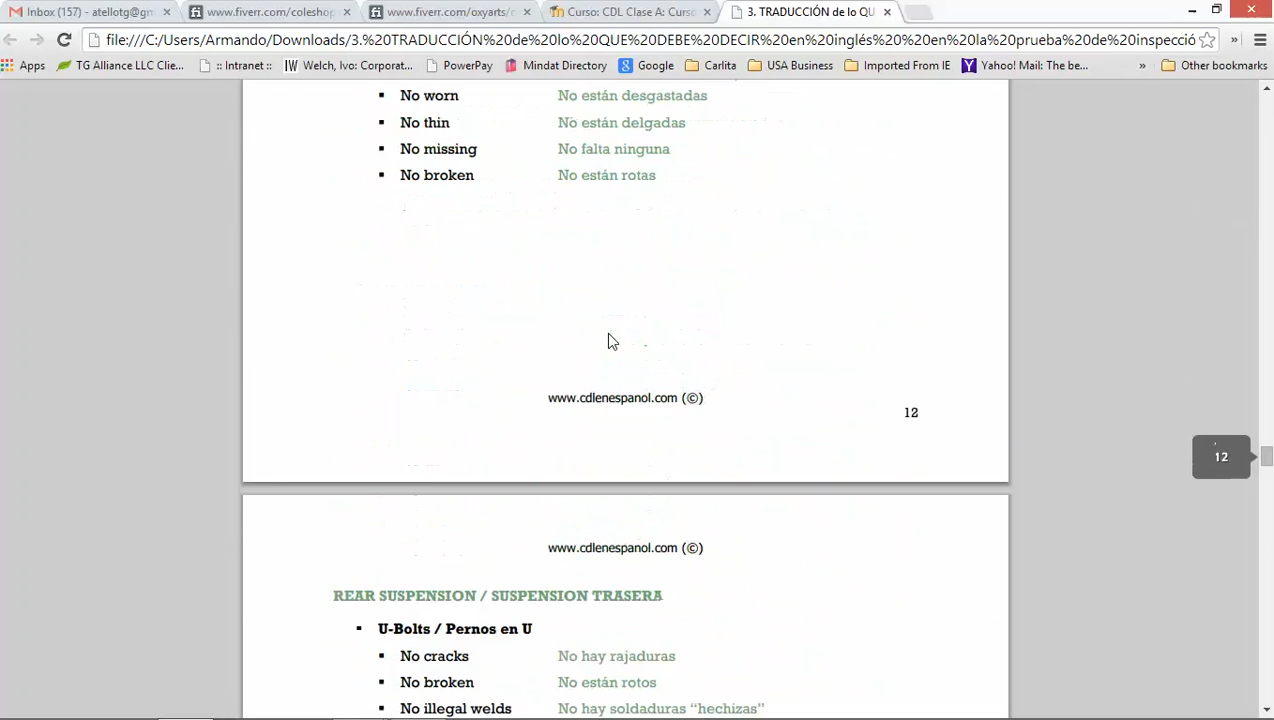 Inbox (157) - atellotg@gm
www.fiverr.com/coleshop
www.fiverr.com/oxyarts/m
Curso: CDL Clase A: Curso
3. TRADUCCIÓN de lo QU
file:///C:/Users/Armando/Downloads/3.%20TRADUCCIÓN%20de%20lo%20QUE%20DEBE%20DECIR%20en%20inglés%20%20en%20la%20prueba%20de%20inspecció
Apps TG Alliance LLC Clie... :: Intranet :: Welch, Ivo: Corporat... PowerPay Mindat Directory Google Carlita USA Business Imported From IE Yahoo! Mail: The be... » Other bookmarks
No worn No están desgastadas
No thin No están delgadas
No missing No falta ninguna
No broken No están rotas
www.cdlenespanol.com (©)
12
12
www.cdlenespanol.com (©)
REAR SUSPENSION / SUSPENSION TRASERA
U-Bolts / Pernos en U
No cracks No hay rajaduras
No broken No están rotos
No illegal welds No hay soldaduras “hechizas”